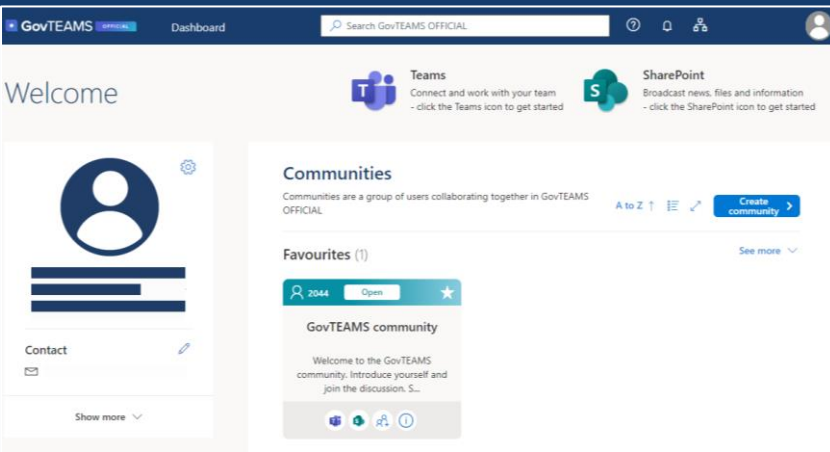 GovTEAMS OFFICIAL Dashboard Search GovTEAMS OFFICIAL
Welcome
Teams
Connect and work with your team
- click the Teams icon to get started
SharePoint
Broadcast news, files and information
- click the SharePoint icon to get started
Contact
Show more
Communities
Communities are a group of users collaborating together in GovTEAMS
OFFICIAL
A to Z
Create
community
Favourites (1)
See more
2044 Open
GovTEAMS community
Welcome to the GovTEAMS
community. Introduce yourself and
join the discussion. S...